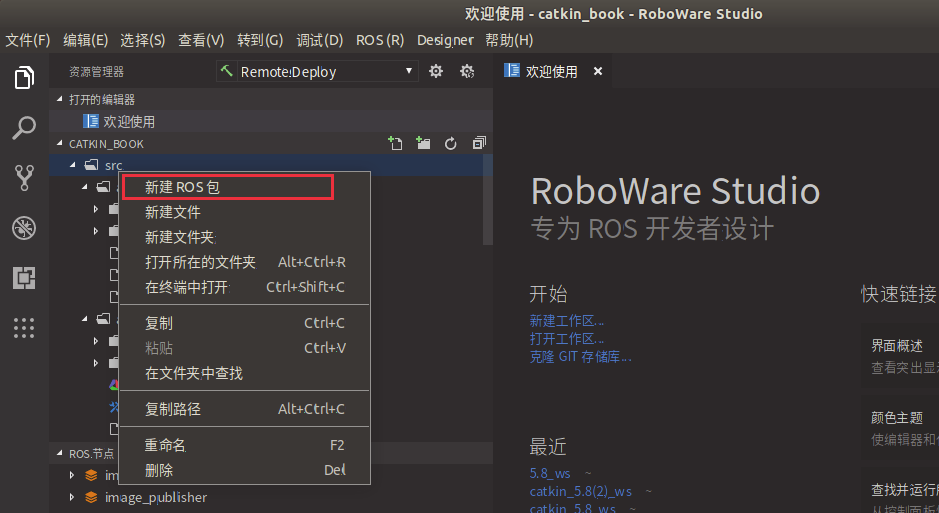 欢迎使用 - catkin_book - RoboWare Studio
文件(F) 编辑(E) 选择(S) 查看(V) 转到(G) 调试(D) ROS (R) Designer 帮助(H)
资源管理器
Remote:Deploy
欢迎使用
打开的编辑器
欢迎使用
CATKIN_BOOK
src
新建 ROS 包
新建文件
新建文件夹
打开所在的文件夹 Alt+Ctrl+R
在终端中打开 Ctrl+Shift+C
复制 Ctrl+C
粘贴 Ctrl+V
在文件夹中查找
复制路径 Alt+Ctrl+C
重命名 F2
删除 Del
ROS 节点
im
image_publisher
RoboWare Studio
专为 ROS 开发者设计
开始
新建工作区...
打开工作区...
克隆 GIT 存储库...
最近
5.8_ws ~
catkin_5.8(2)_ws ~
catkin_5.8_ws ~
快速链接
界面概述
查看突出显
颜色主题
使编辑器和
查找并运行
从控制面板